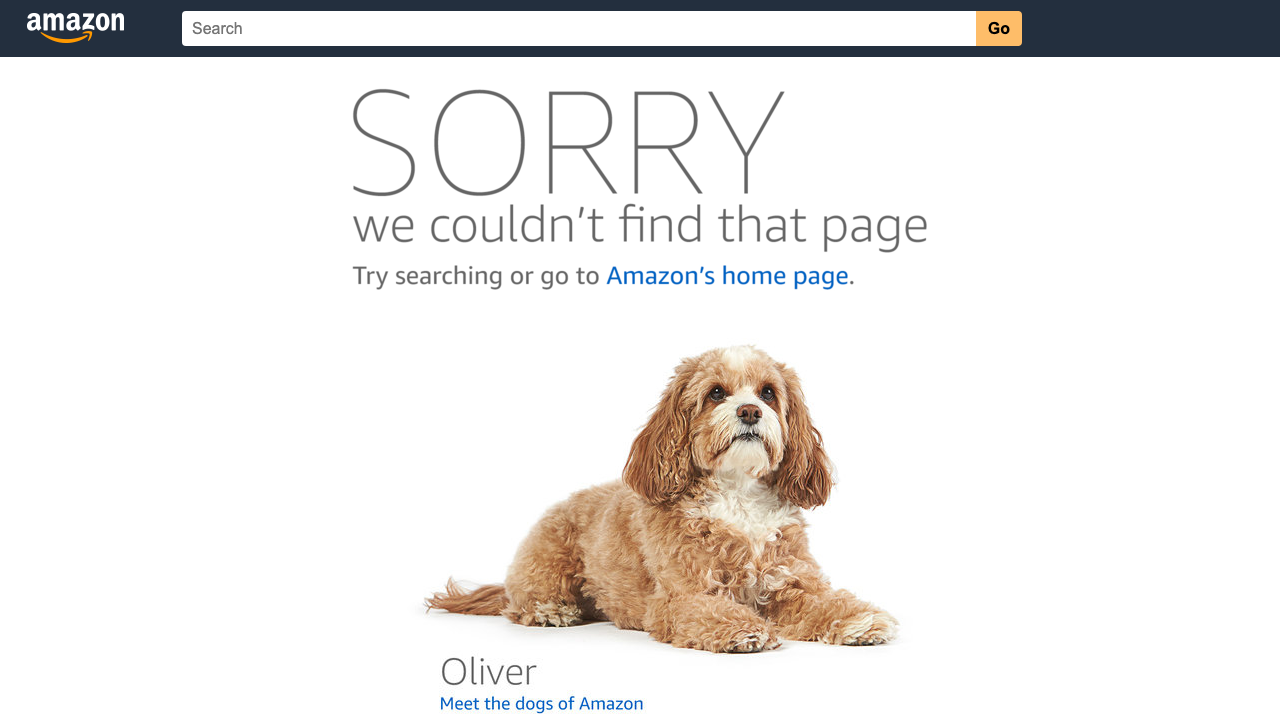 amazon
Search
Go
SORRY
we couldn't find that page
Try searching or go to Amazon's home page.
Oliver
Meet the dogs of Amazon